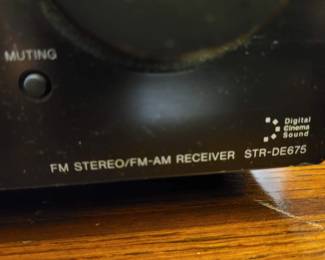 MUTING
Digital
Cinema
Sound
FM STEREO/FM-AM RECEIVER STR-DE675